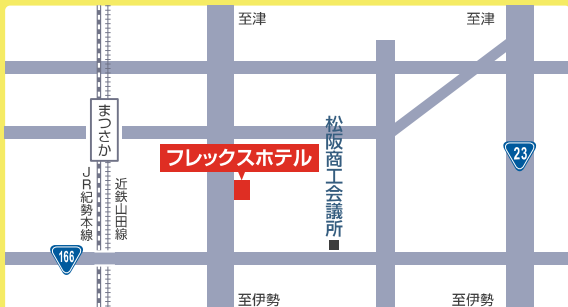 至津
至津
まつさか
松阪商工会議所
フレックスホテル
23
JR紀勢本線
近鉄山田線
166
至伊勢
至伊勢